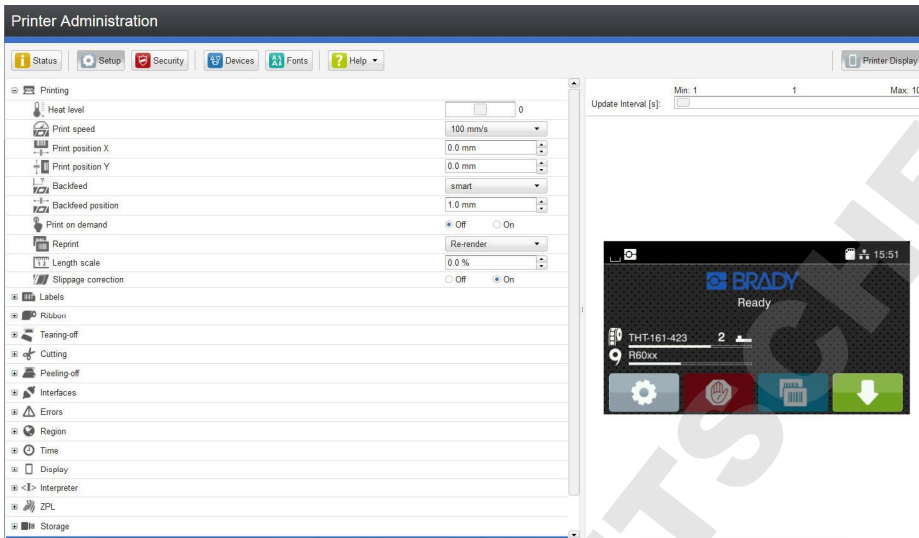 Printer Administration
Status Setup Security Devices Fonts Help Printer Display
Printing
Heat level 0
Print speed 100 mm/s
Print position X 0.0 mm
Print position Y 0.0 mm
Backfeed smart
Backfeed position 1.0 mm
Print on demand Off On
Reprint Re-render
Length scale 0.0 %
Slippage correction Off On
Labels
Ribbon
Tearing-off
Cutting
Peeling-off
Interfaces
Errors
Region
Time
Display
<I> Interpreter
ZPL
Storage
Min: 1 1 Max: 10
Update Interval [s]:
15:51
BRADY
Ready
THT-161-423 2
R60xx